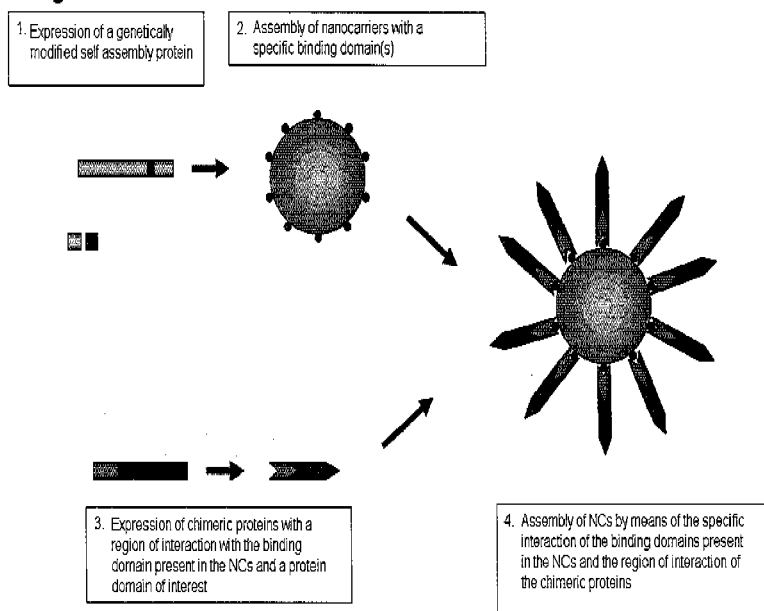 1. Expression of a genetically
modified self assembly protein
2. Assembly of nanocarriers with a
specific binding domain(s)
3. Expression of chimeric proteins with a
region of interaction with the binding
domain present in the NCs and a protein
domain of interest
4. Assembly of NCs by means of the specific
interaction of the binding domains present
in the NCs and the region of interaction of
the chimeric proteins